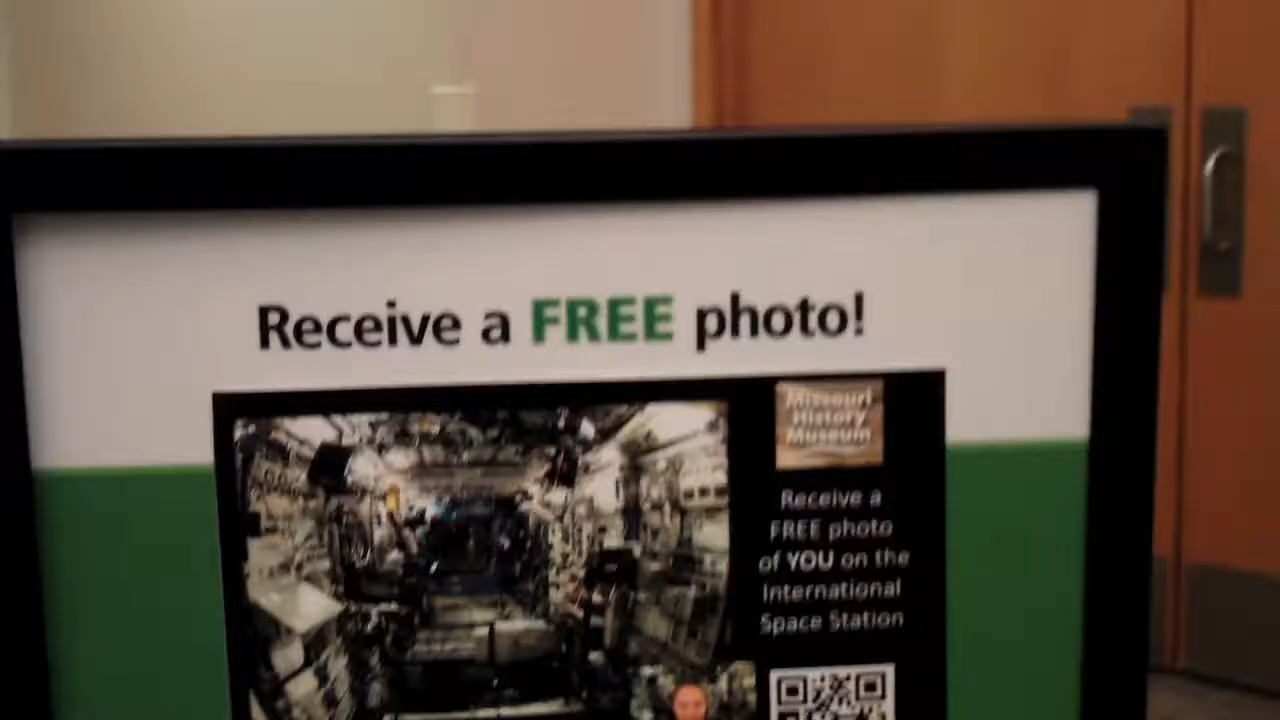 Receive a FREE photo!
Missouri
History
Museum
Receive a
FREE photo
of YOU on the
International
Space Station